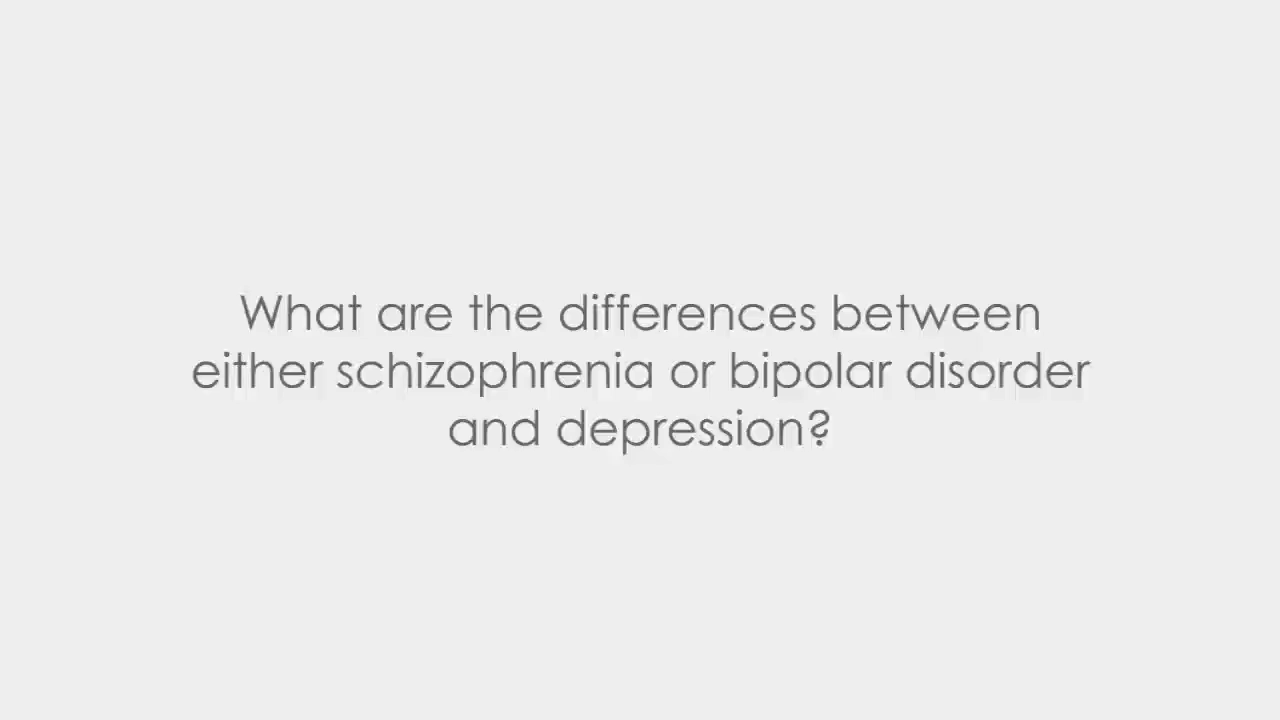 What are the differences between
either schizophrenia or bipolar disorder
and depression?